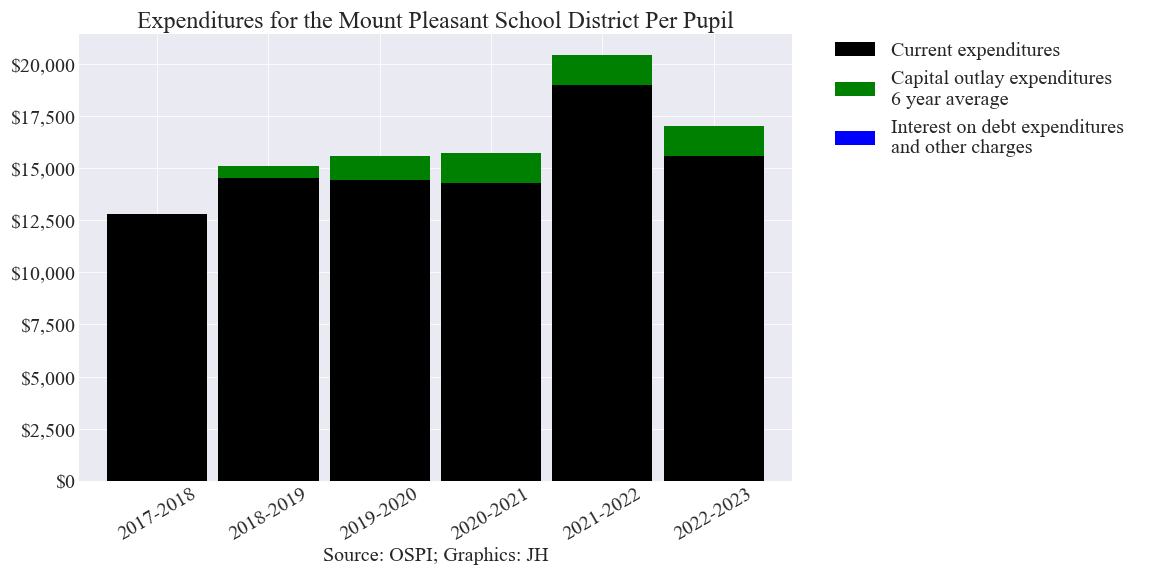 Expenditures for the Mount Pleasant School District Per Pupil
$20,000
$17,500
$15,000
$12,500
$10,000
$7,500
$5,000
$2,500
$0
2017-2018
2018-2019
2019-2020
2020-2021
2021-2022
2022-2023
Source: OSPI; Graphics: JH
Current expenditures
Capital outlay expenditures
6 year average
Interest on debt expenditures
and other charges